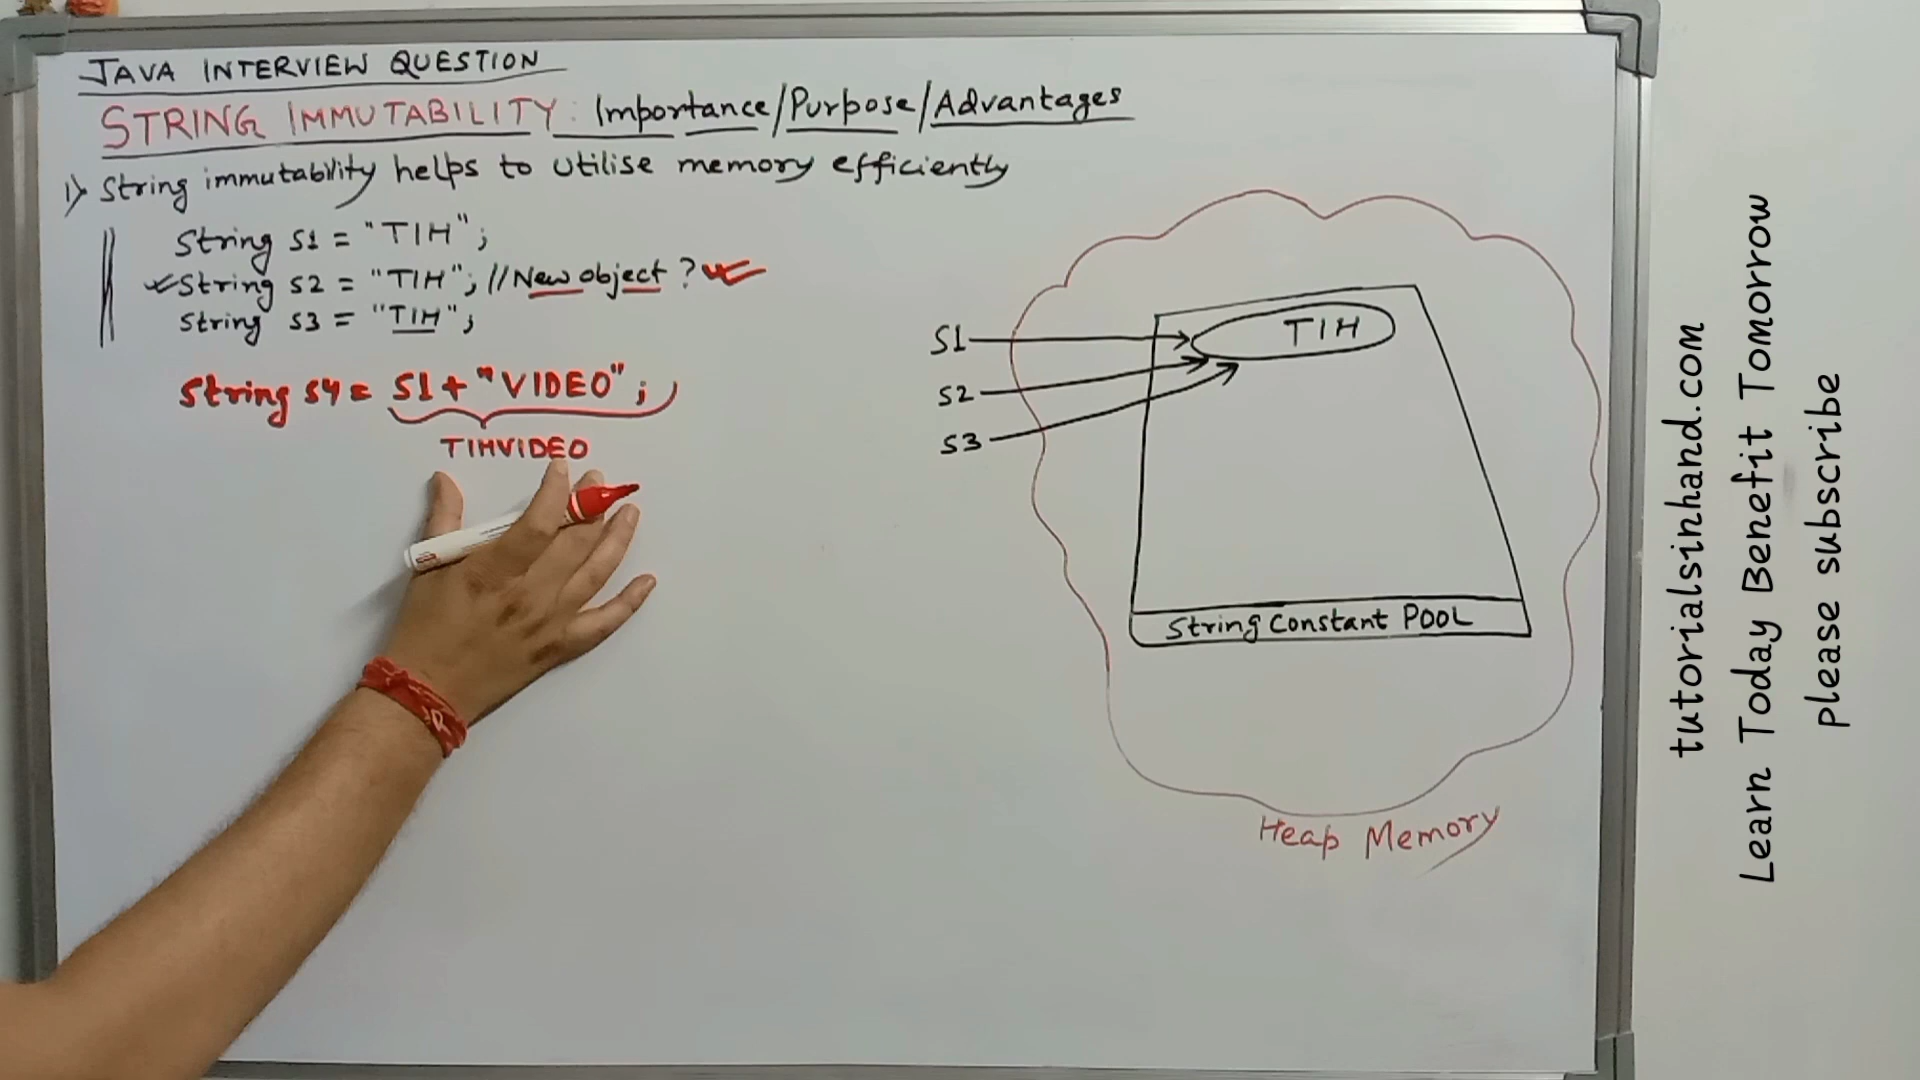 JAVA INTERVIEW QUESTION
STRING IMMUTABILITY: Importance/Purpose/Advantages
1) String immutability helps to utilise memory efficiently
String S1 = "TIH";
String S2 = "TIH"; //New object?
String S3 = "TIH";
String S4 = S1+"VIDEO";
TIHVIDEO
S1
S2
S3
TIH
String Constant POOL
Heap Memory
tutorialsinhand.com
Learn Today Benefit Tomorrow
please subscribe